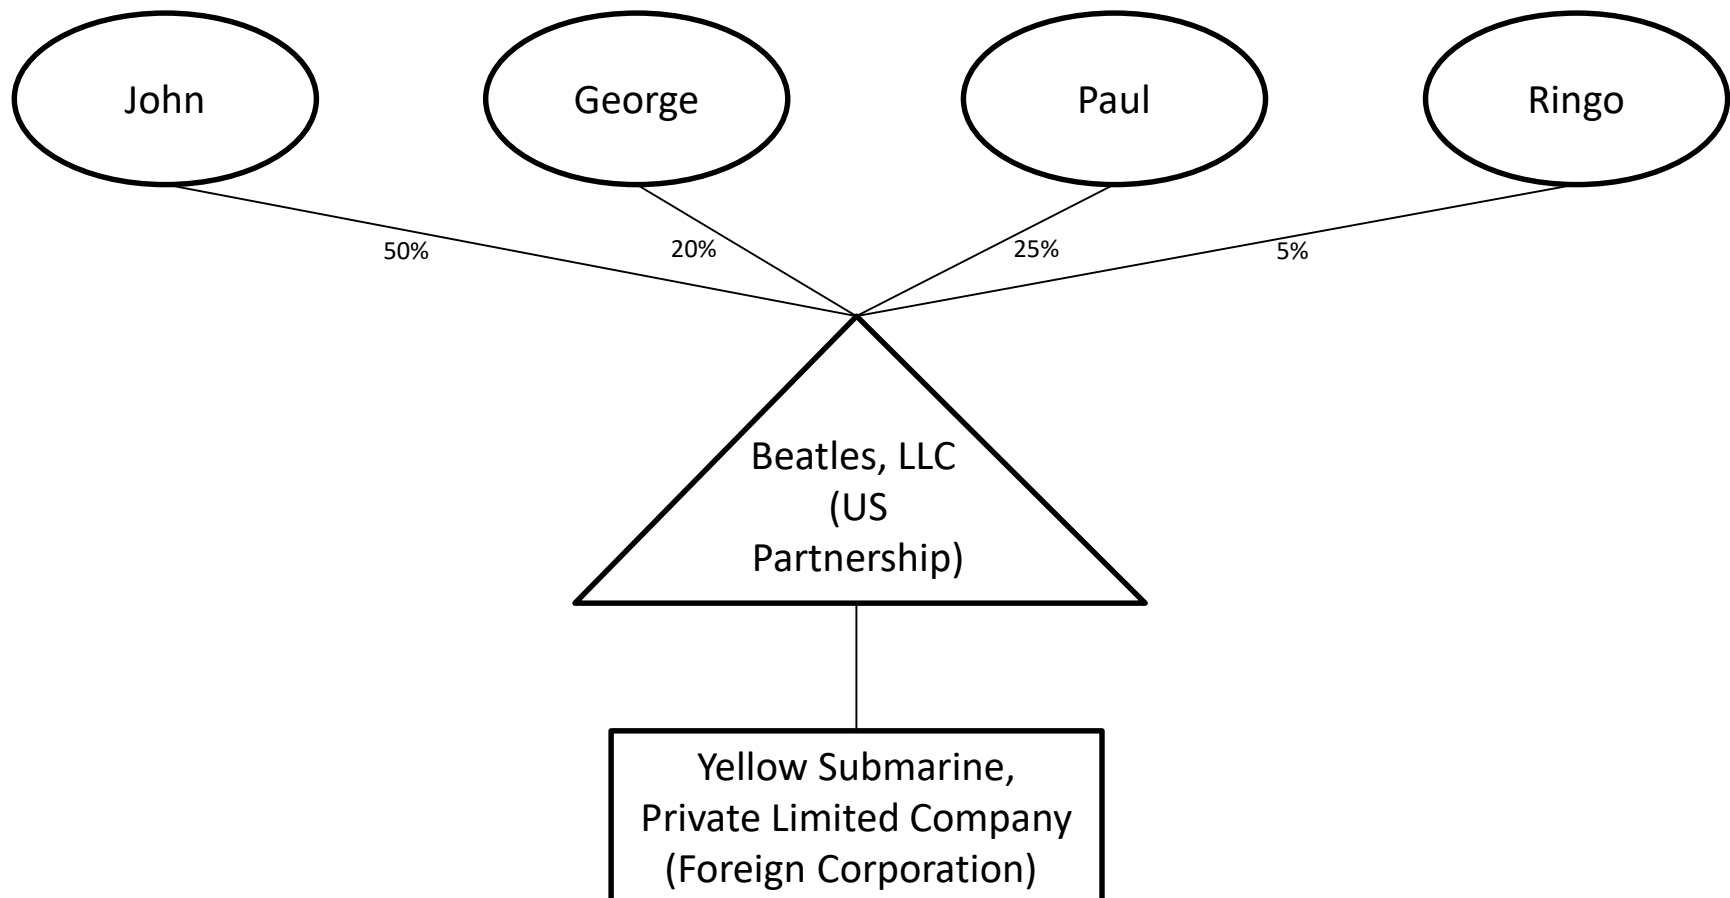 John
George
Paul
Ringo
50%
20%
25%
5%
Beatles, LLC
(US
Partnership)
Yellow Submarine,
Private Limited Company
(Foreign Corporation)